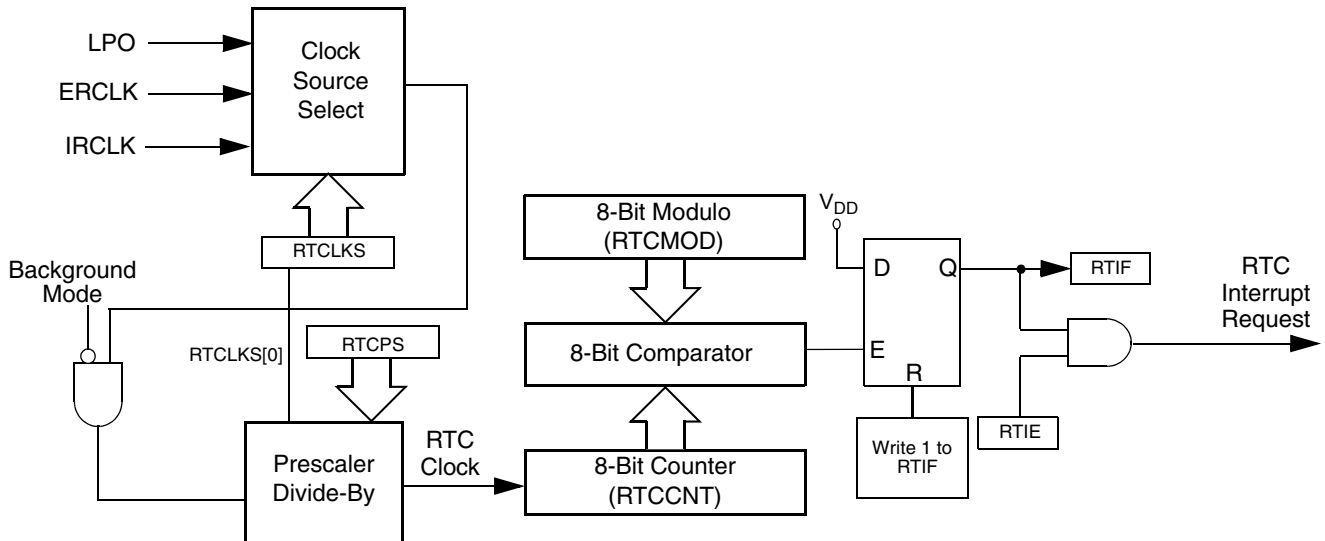 LPO
ERCLK
IRCLK
Clock
Source
Select
RTCLKS
Background
Mode
RTCLKS[0]
RTCPS
Prescaler
Divide-By
RTC
Clock
8-Bit Modulo
(RTCMOD)
8-Bit Comparator
8-Bit Counter
(RTCCNT)
VDD
D
Q
E
R
Write 1 to
RTIF
RTIF
RTIE
RTC
Interrupt
Request